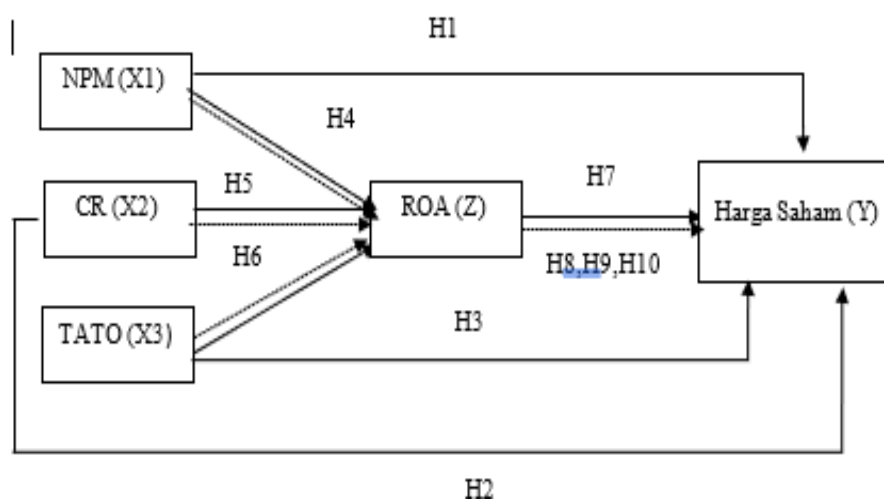 H1
NPM (X1)
H4
H5
CR (X2)
ROA (Z)
H7
Harga Saham (Y)
H6
H8,H9,H10
TATO (X3)
H3
H2